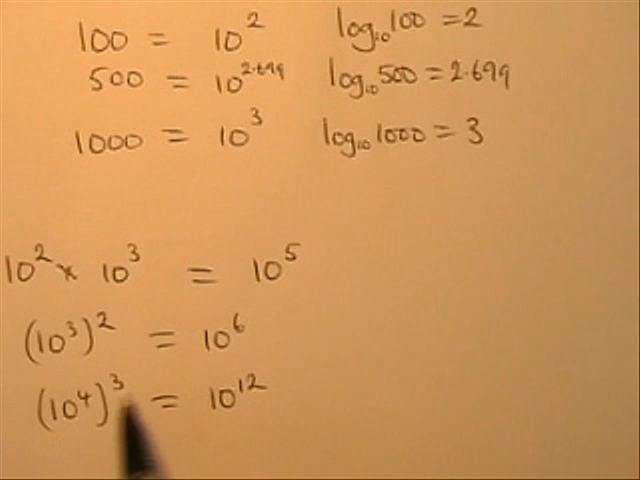 100 = 10² log₁₀100 = 2
500 = 10^2·699 log₁₀500 = 2·699
1000 = 10³ log₁₀1000 = 3
10² × 10³ = 10⁵
(10³)² = 10⁶
(10⁴)³ = 10¹²